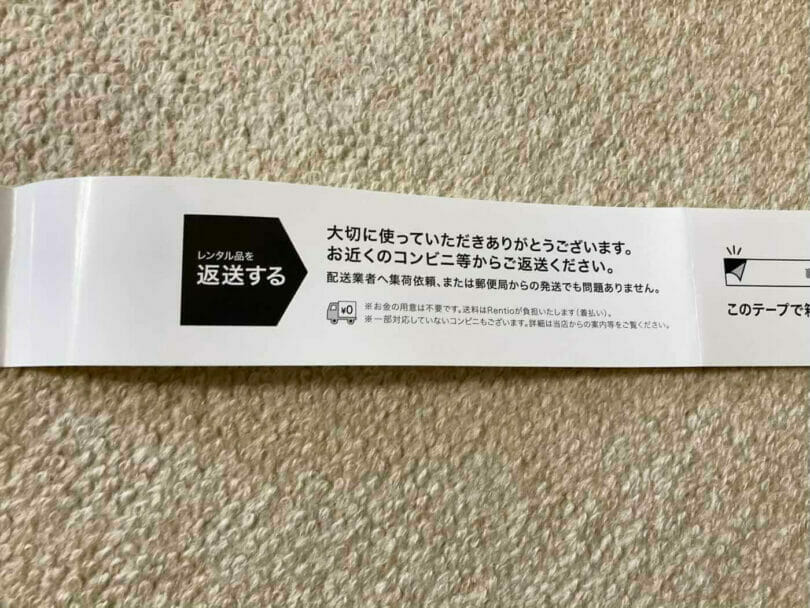 レンタル品を
返送する
大切に使っていただきありがとうございます。
お近くのコンビニ等からご返送ください。
配送業者へ集荷依頼、または郵便局からの発送でも問題ありません。
¥0
※お金の用意は不要です。送料はRentioが負担いたします（着払い）。
※一部対応していないコンビニもございます。詳細は当店からの案内等をご覧ください。
このテープで